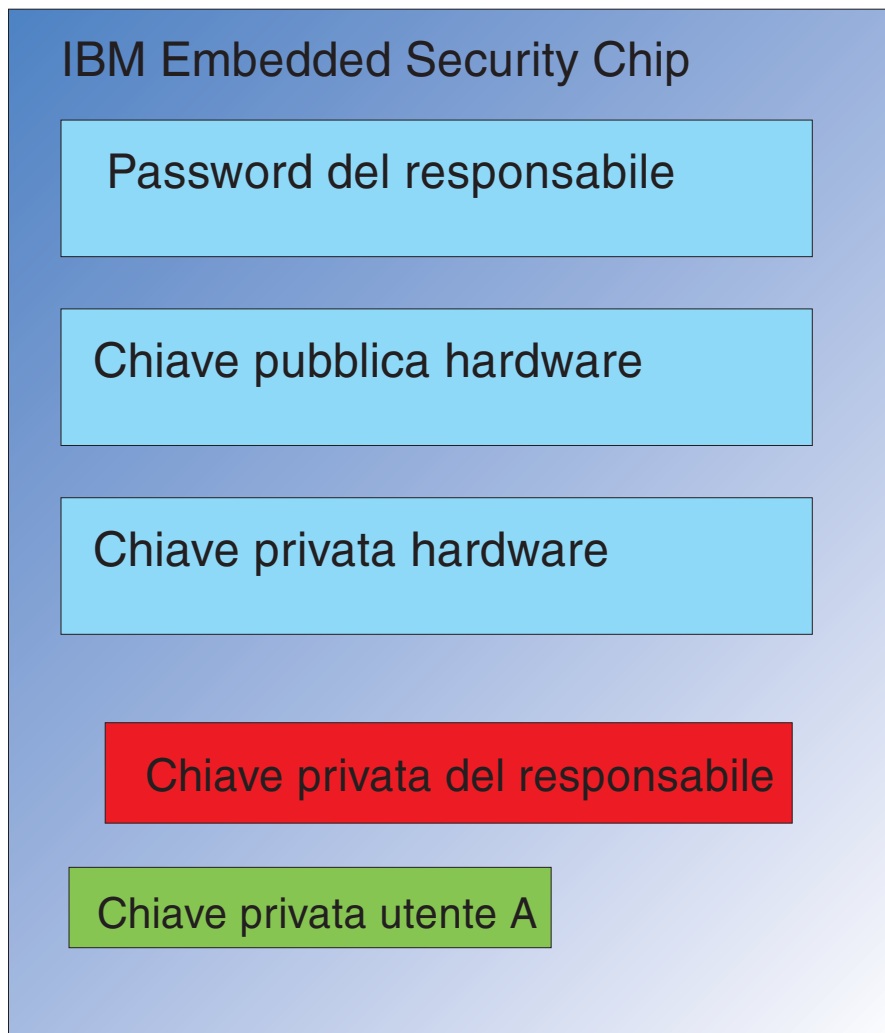 IBM Embedded Security Chip
Password del responsabile
Chiave pubblica hardware
Chiave privata hardware
Chiave privata del responsabile
Chiave privata utente A